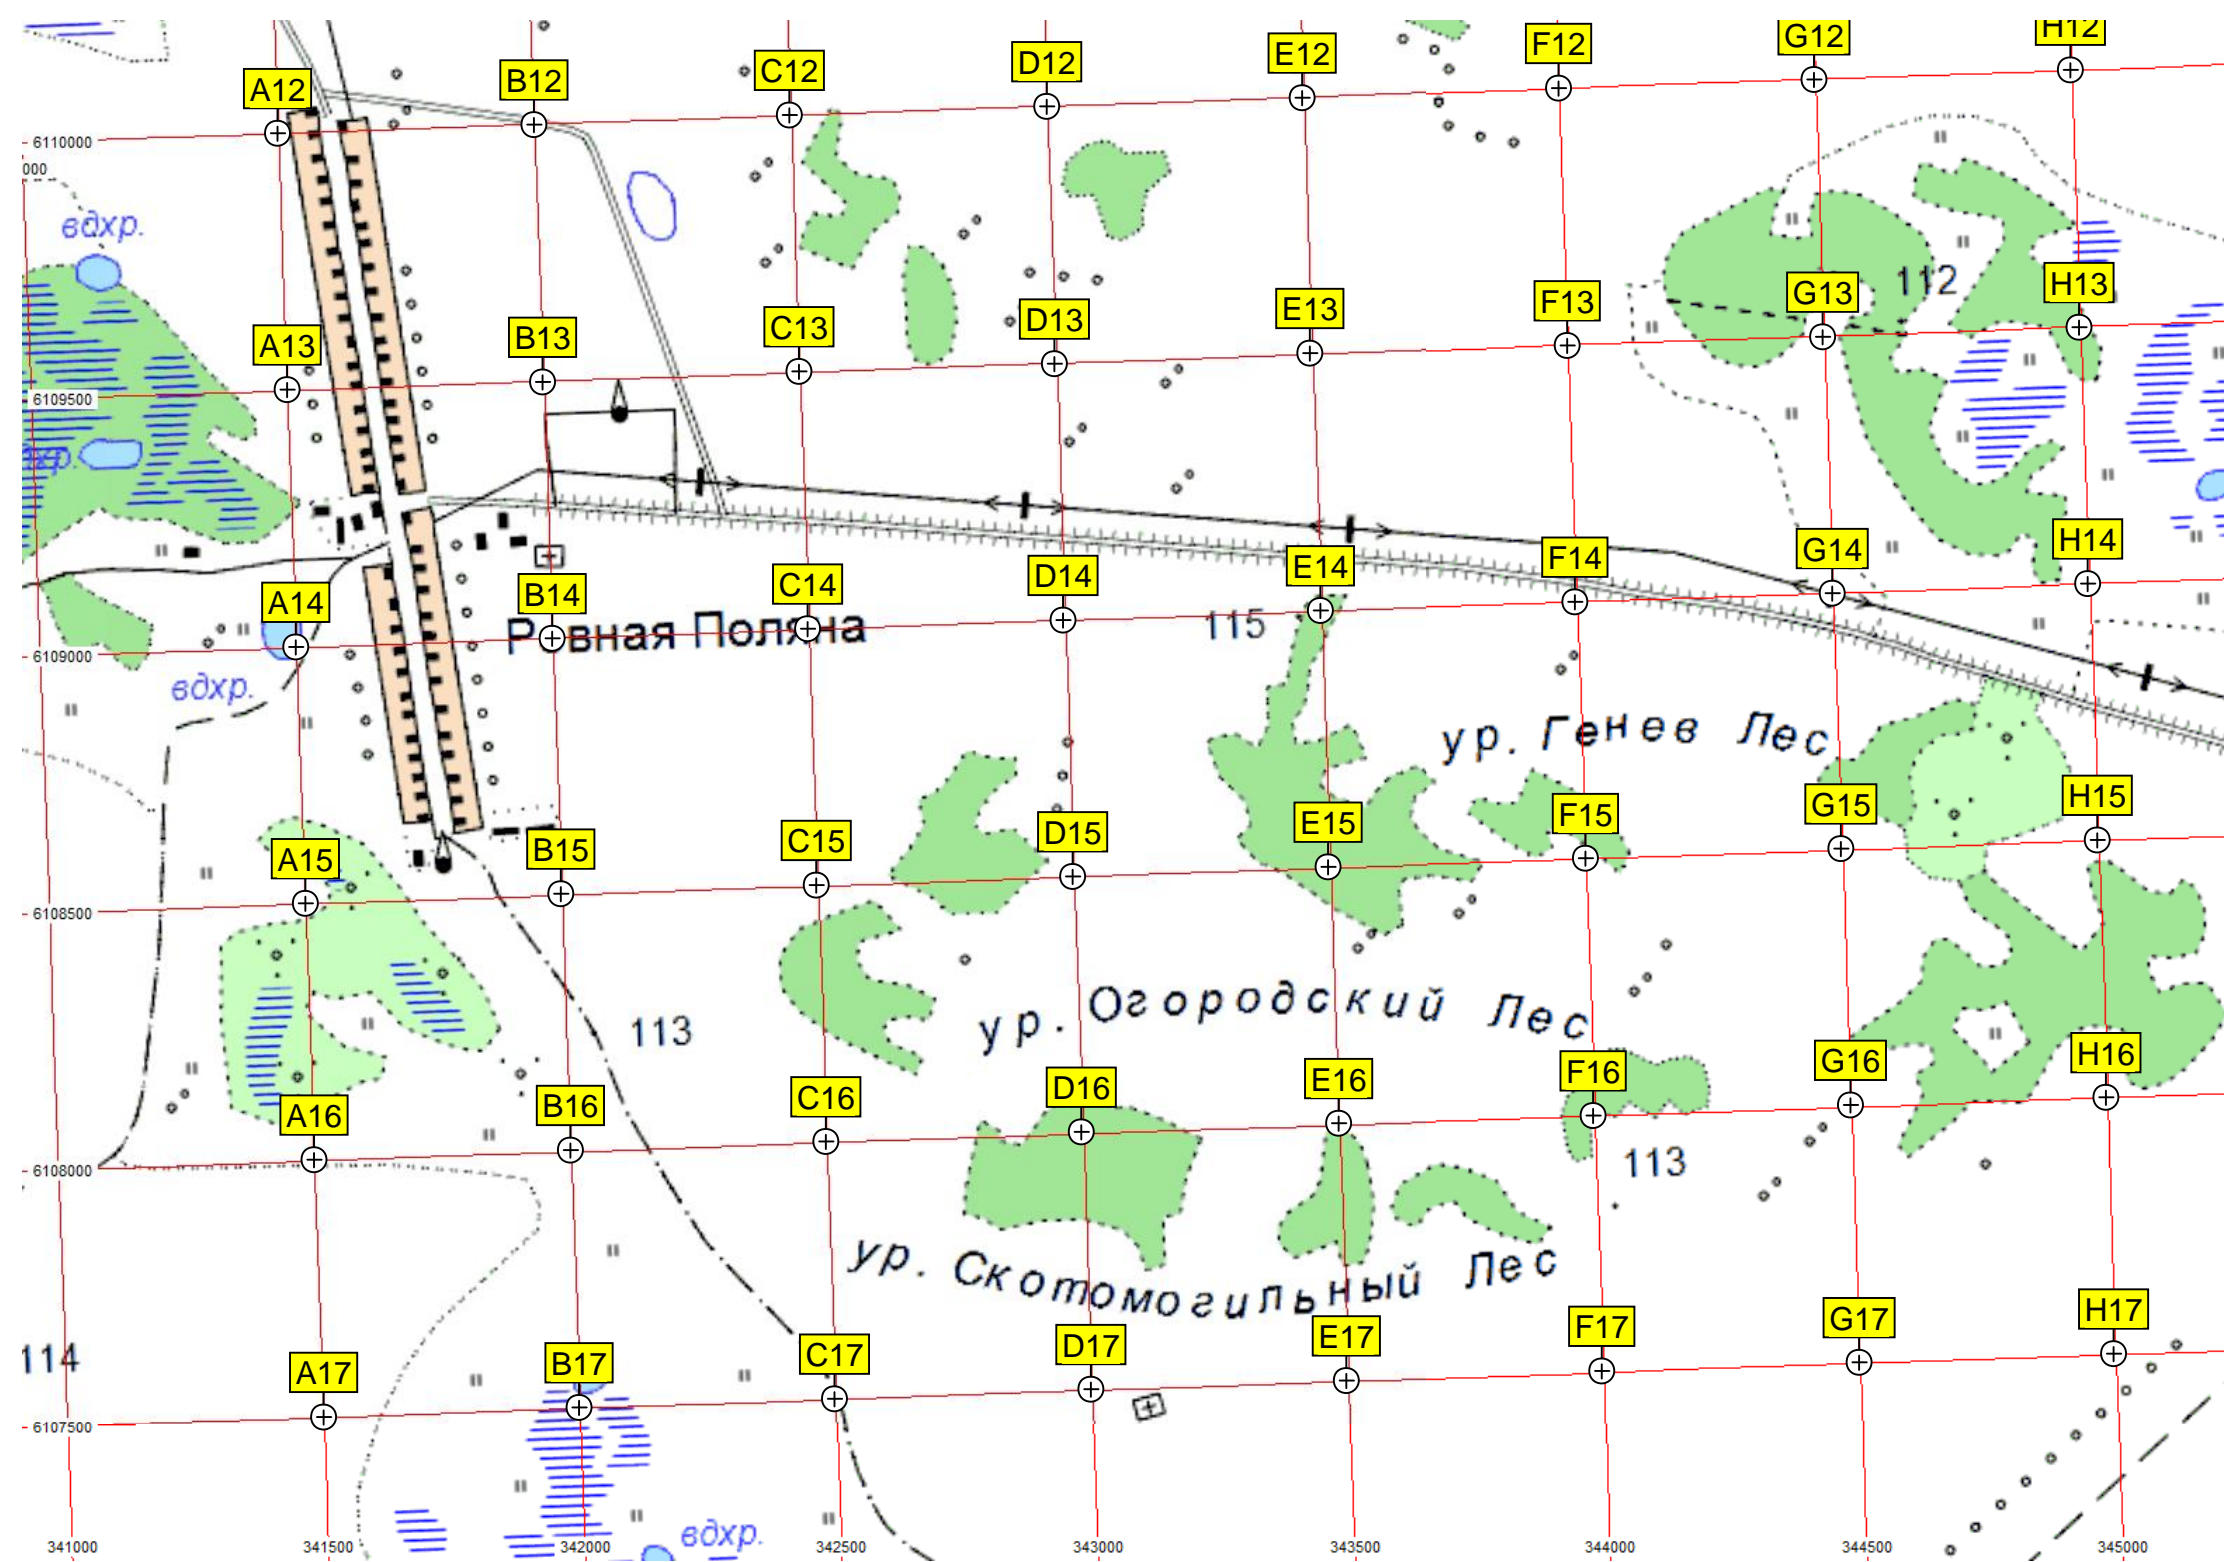 A12 B12 C12 D12 E12 F12 G12 H12
6110000
000
вдхр.
112
A13 B13 C13 D13 E13 F13 G13 H13
6109500
A14 B14 C14 D14 E14 F14 G14 H14
Ровная Поляна
115
6109000
вдхр.
ур. Генев Лес
A15 B15 C15 D15 E15 F15 G15 H15
6108500
ур. Огородский Лес
113
A16 B16 C16 D16 E16 F16 G16 H16
113
6108000
ур. Скотомогильный Лес
114
A17 B17 C17 D17 E17 F17 G17 H17
6107500
вдхр.
341000 341500 342000 342500 343000 343500 344000 344500 345000